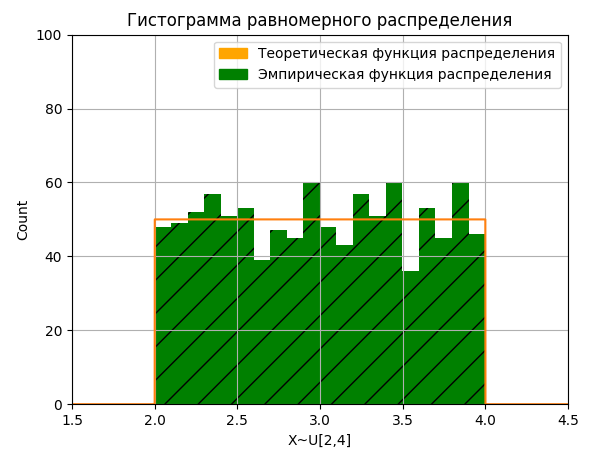 Гистограмма равномерного распределения
Теоретическая функция распределения
Эмпирическая функция распределения
100
80
60
40
20
0
Count
1.5 2.0 2.5 3.0 3.5 4.0 4.5
X~U[2,4]